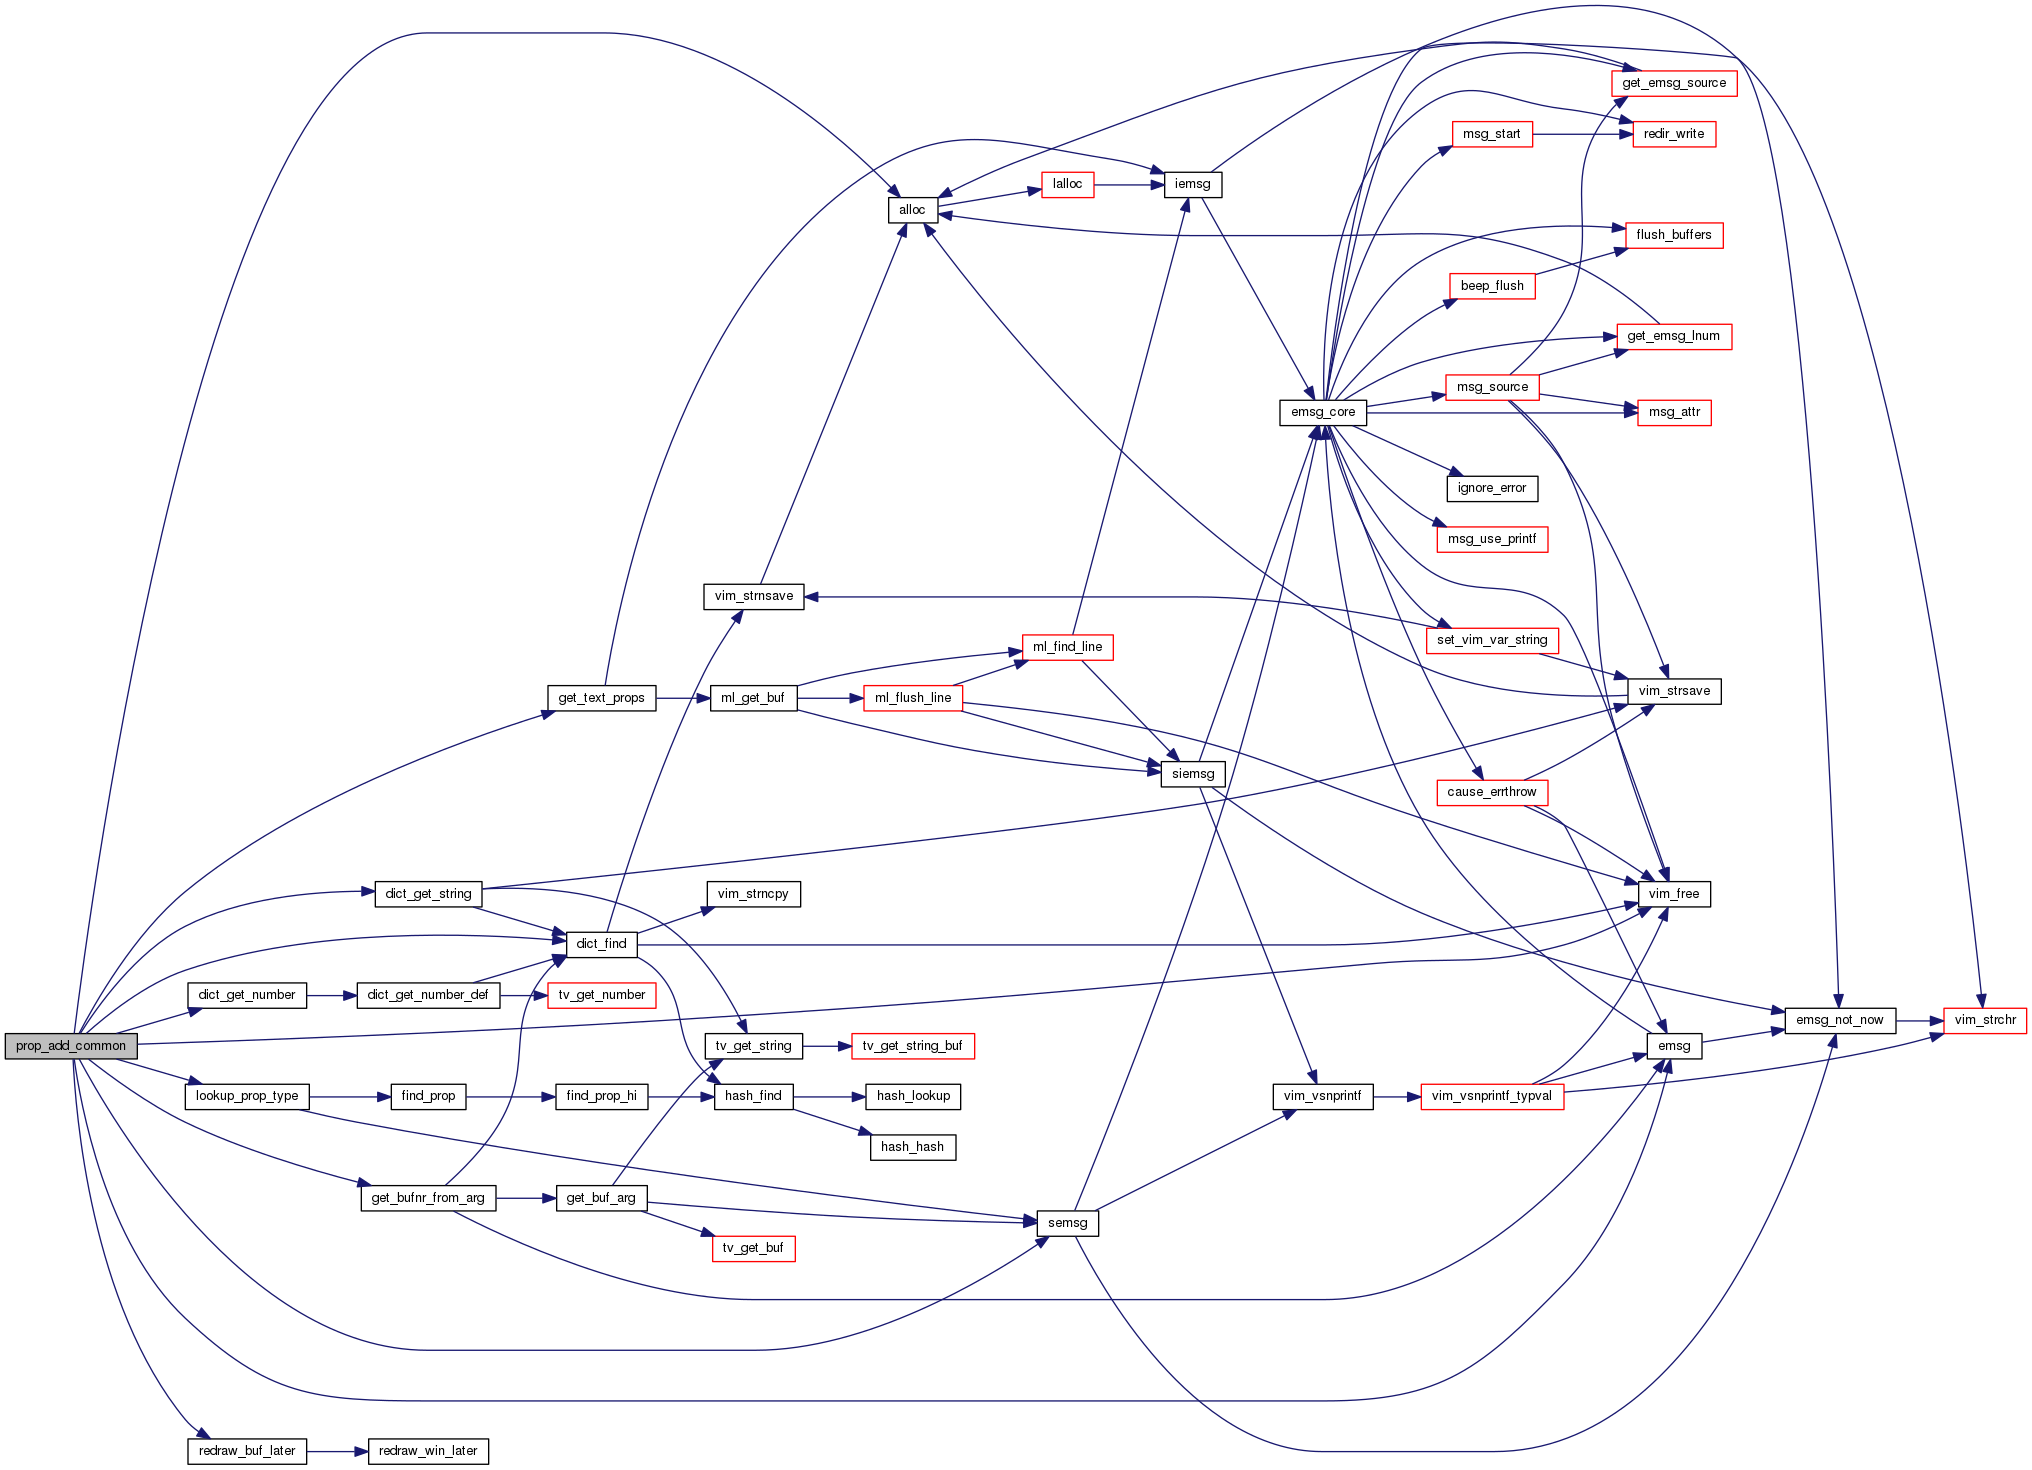 get_emsg_source
msg_start
redir_write
lalloc
iemsg
alloc
flush_buffers
beep_flush
get_emsg_lnum
msg_source
emsg_core
msg_attr
ignore_error
msg_use_printf
vim_strnsave
set_vim_var_string
ml_find_line
get_text_props
ml_get_buf
ml_flush_line
vim_strsave
siemsg
cause_errthrow
dict_get_string
vim_strncpy
vim_free
dict_find
dict_get_number
dict_get_number_def
tv_get_number
emsg_not_now
vim_strchr
prop_add_common
tv_get_string
tv_get_string_buf
emsg
lookup_prop_type
find_prop
find_prop_hi
hash_find
hash_lookup
vim_vsnprintf
vim_vsnprintf_typval
hash_hash
get_bufnr_from_arg
get_buf_arg
semsg
tv_get_buf
redraw_buf_later
redraw_win_later